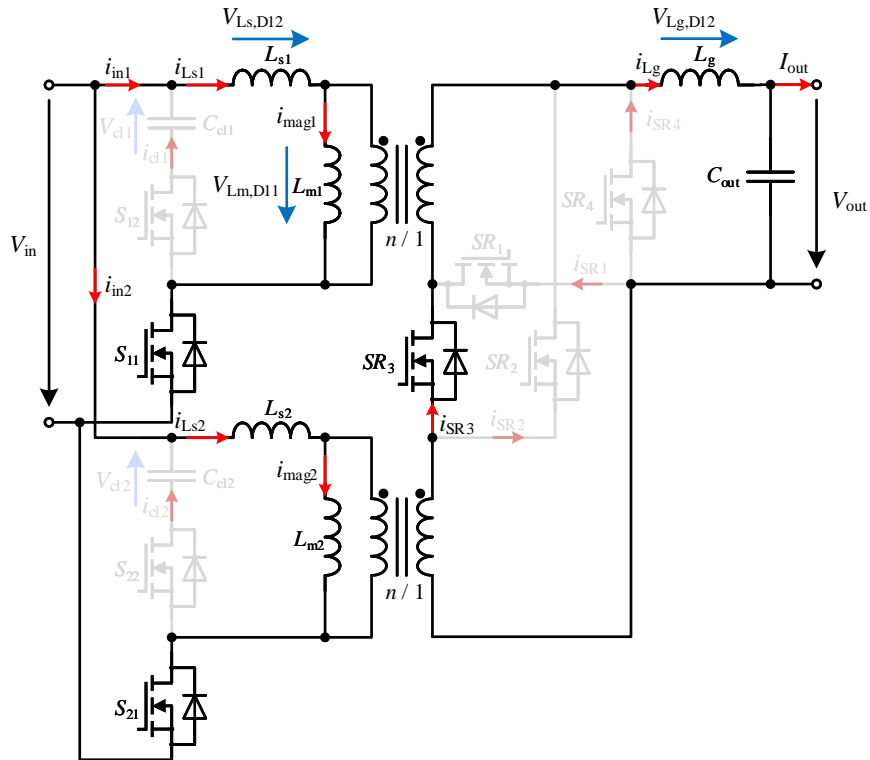 V_Ls,D12
V_Lg,D12
i_in1
i_Ls1
L_s1
i_Lg
L_g
I_out
V_cl1
C_cl1
i_mag1
i_SR4
i_cl1
V_Lm,D11
L_m1
S_12
SR_4
C_out
V_in
n / 1
SR_1
V_out
i_in2
i_SR1
S_11
SR_3
SR_2
i_Ls2
L_s2
i_SR3
i_SR2
V_cl2
C_cl2
i_mag2
i_cl2
L_m2
S_22
n / 1
S_21